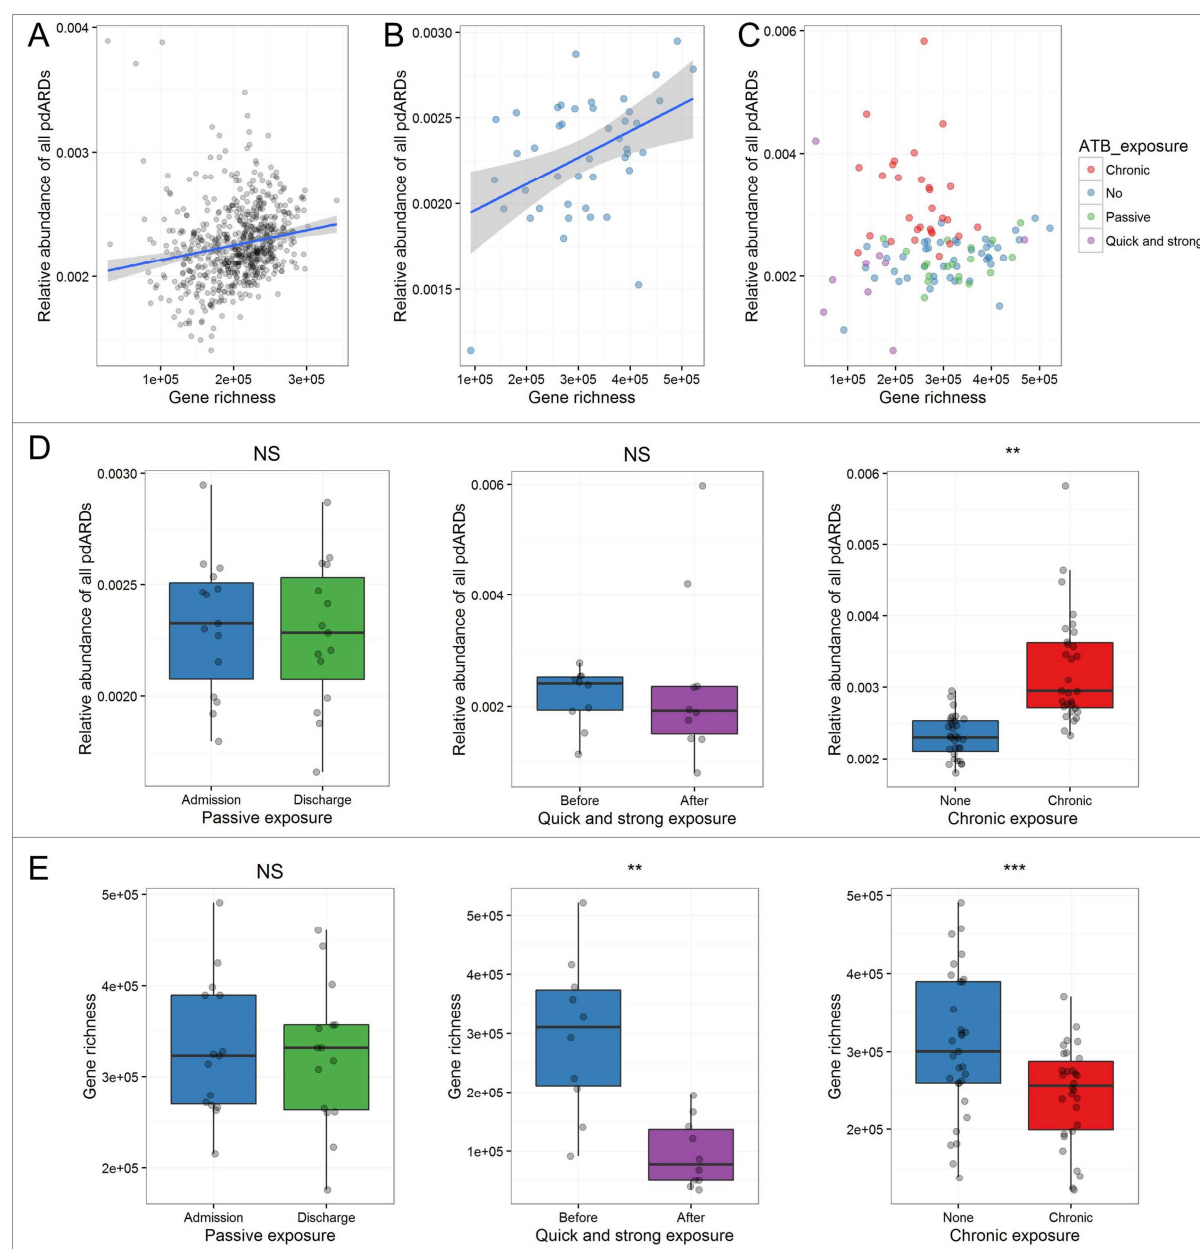 A
B
C
0.004
0.003
0.002
Relative abundance of all pdARDs
1e+05 2e+05 3e+05
Gene richness
0.0030
0.0025
0.0020
0.0015
Relative abundance of all pdARDs
1e+05 2e+05 3e+05 4e+05 5e+05
Gene richness
0.006
0.004
0.002
Relative abundance of all pdARDs
1e+05 2e+05 3e+05 4e+05 5e+05
Gene richness
ATB_exposure
Chronic
No
Passive
Quick and strong
D
NS
0.0030
0.0025
0.0020
Relative abundance of all pdARDs
Admission Discharge
Passive exposure
NS
0.006
0.004
0.002
Relative abundance of all pdARDs
Before After
Quick and strong exposure
**
0.006
0.005
0.004
0.003
0.002
Relative abundance of all pdARDs
None Chronic
Chronic exposure
E
NS
5e+05
4e+05
3e+05
2e+05
Gene richness
Admission Discharge
Passive exposure
**
5e+05
4e+05
3e+05
2e+05
1e+05
Gene richness
Before After
Quick and strong exposure
***
5e+05
4e+05
3e+05
2e+05
Gene richness
None Chronic
Chronic exposure